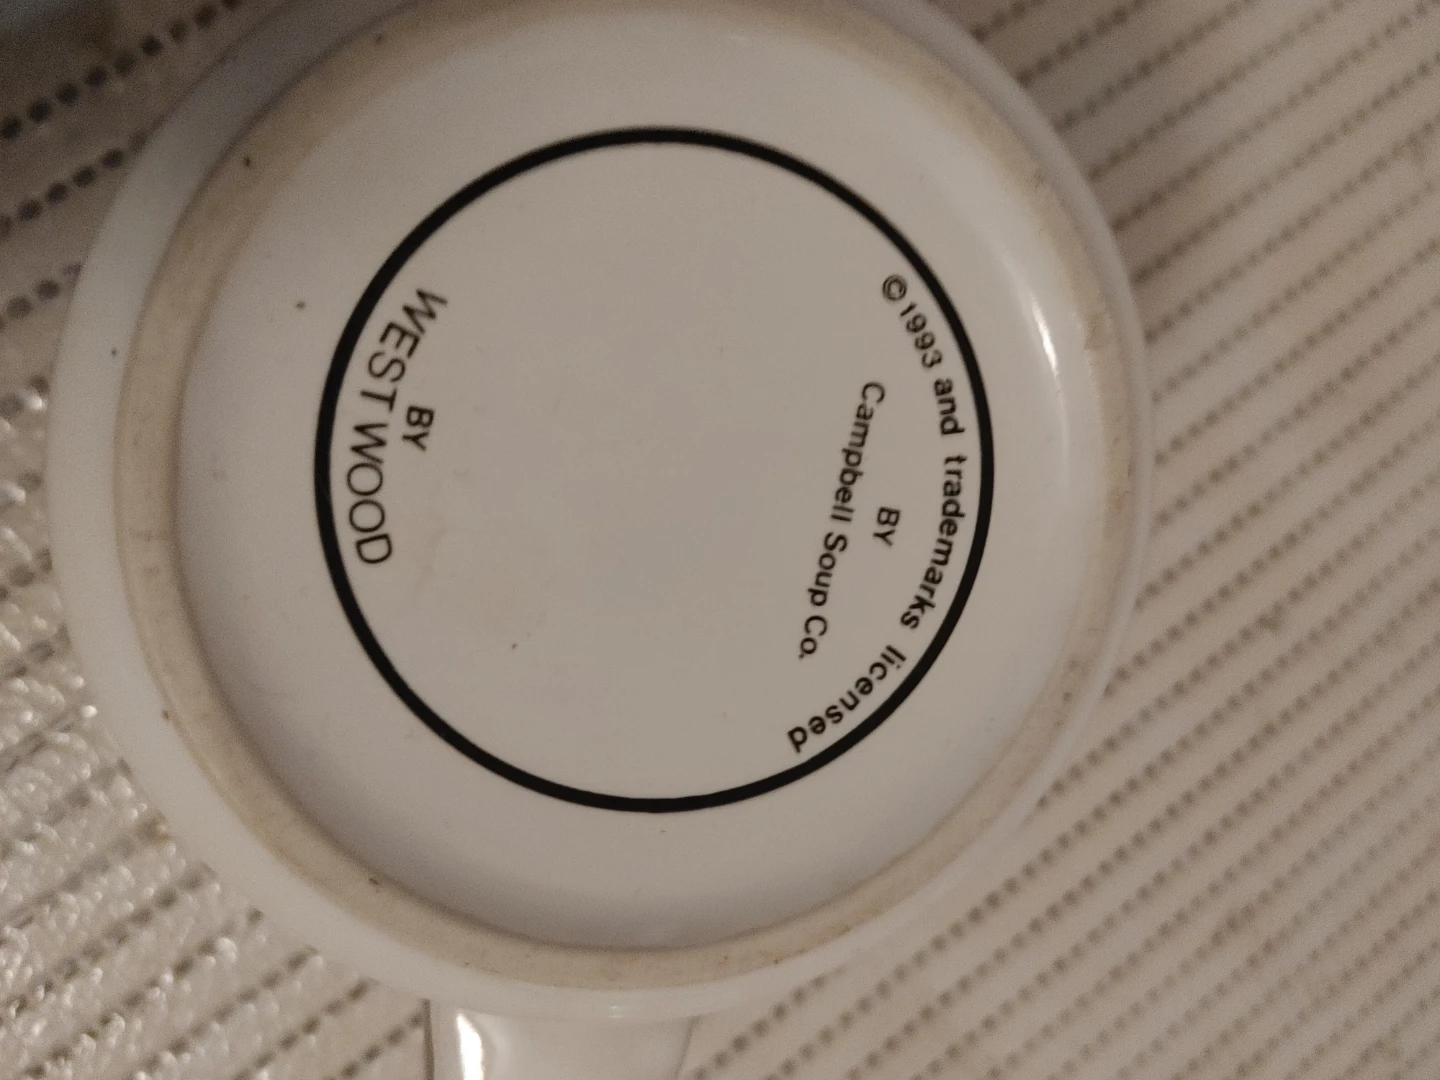 ©1993 and trademarks licensed
BY
Campbell Soup Co.
BY
WESTWOOD